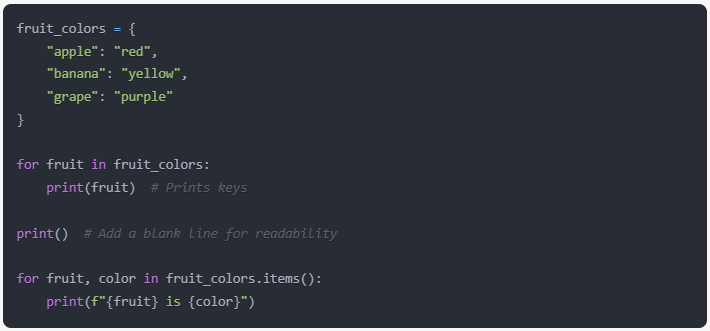 fruit_colors = {
    "apple": "red",
    "banana": "yellow",
    "grape": "purple"
}
for fruit in fruit_colors:
    print(fruit)  # Prints keys
print()  # Add a blank line for readability
for fruit, color in fruit_colors.items():
    print(f"{fruit} is {color}")